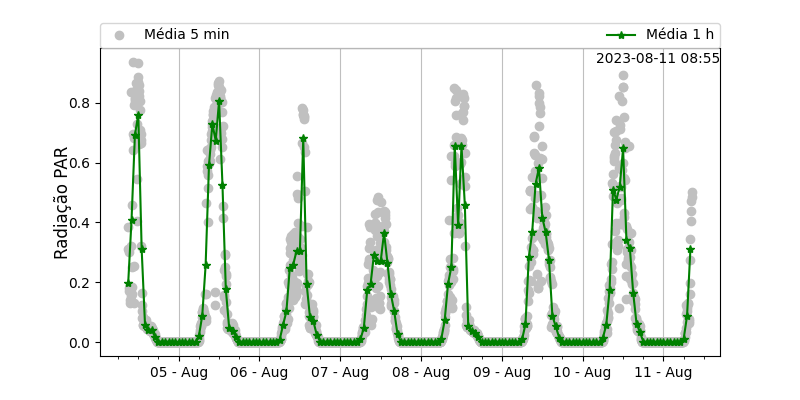 Média 5 min
Média 1 h
2023-08-11 08:55
Radiação PAR
0.8
0.6
0.4
0.2
0.0
05 - Aug
06 - Aug
07 - Aug
08 - Aug
09 - Aug
10 - Aug
11 - Aug